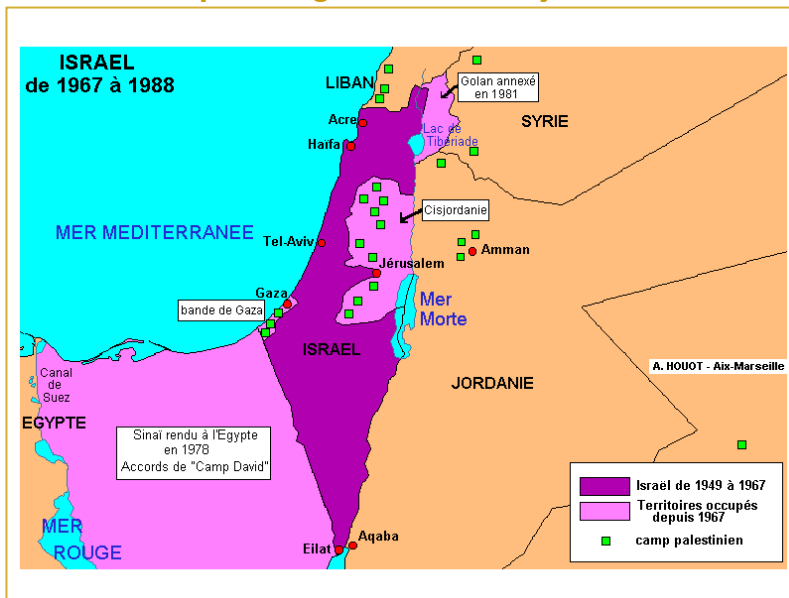 ISRAEL
de 1967 à 1988
LIBAN
Golan annexé
en 1981
SYRIE
Acre
Haïfa
Lac de
Tibériade
Cisjordanie
MER MEDITERRANEE
Tel-Aviv
Amman
Jérusalem
Gaza
bande de Gaza
Mer
Morte
ISRAEL
JORDANIE
A. HOUOT - Aix-Marseille
Canal
de
Suez
EGYPTE
Sinaï rendu à l'Egypte
en 1978
Accords de "Camp David"
MER
ROUGE
Eilat
Aqaba
Israël de 1949 à 1967
Territoires occupés
depuis 1967
camp palestinien